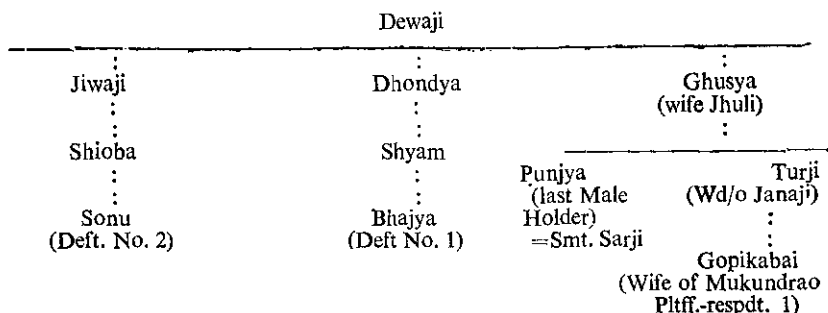 Dewaji
Jiwaji Dhondya Ghusya
(wife Jhuli)
Shioba Shyam
Punjya Turji
(last Male (Wd/o Janaji)
Sonu Bhajya Holder)
(Deft. No. 2) (Deft No. 1) =Smt. Sarji
Gopikabai
(Wife of Mukundrao
Pltff.-respdt. 1)